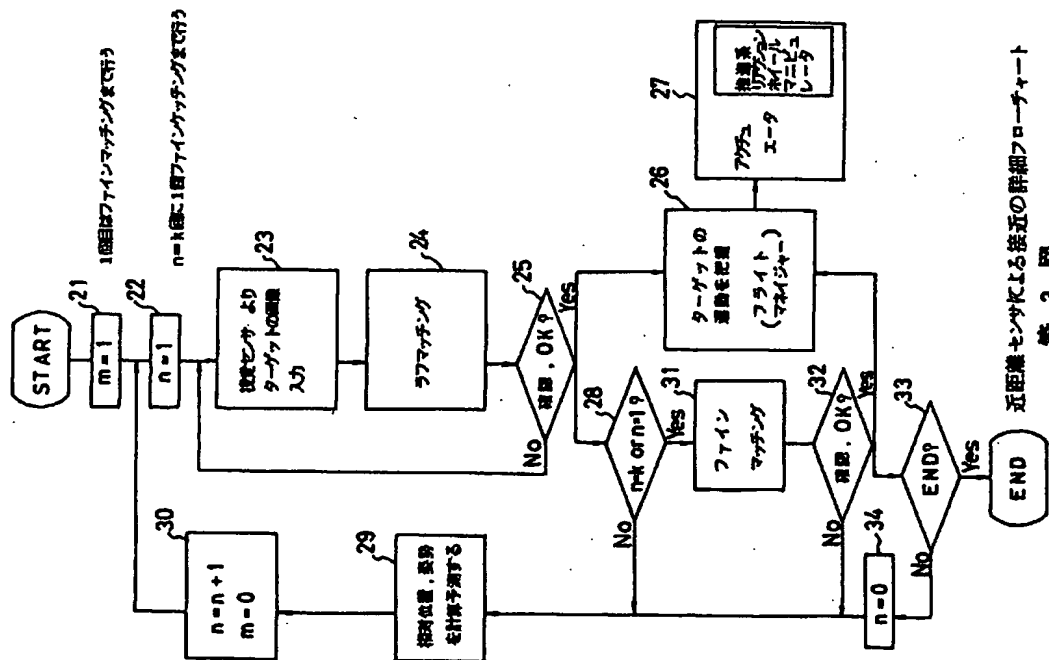 START
21
m=1
1回目はファインマッチングまで行う
22
n=1
n=k回に1回ファインケッチングまで行う
23
視覚センサより
ターゲットの画像
入力
24
ラフマッチング
25
確認,OK?
No
Yes
26
ターゲットの
運動を把握
(フライト
マネイジャー)
27
アクチュ
エータ
推進系
リアクション
ホイール
マニピュ
レータ
28
n=k or n=1?
No
Yes
31
ファイン
マッチング
32
確認,OK?
No
Yes
33
END?
No
Yes
34
n=0
29
相対位置,姿勢
を計算予測する
30
n=n+1
m=0
END
近距離センサによる接近の詳細フローチャート
第 2 図